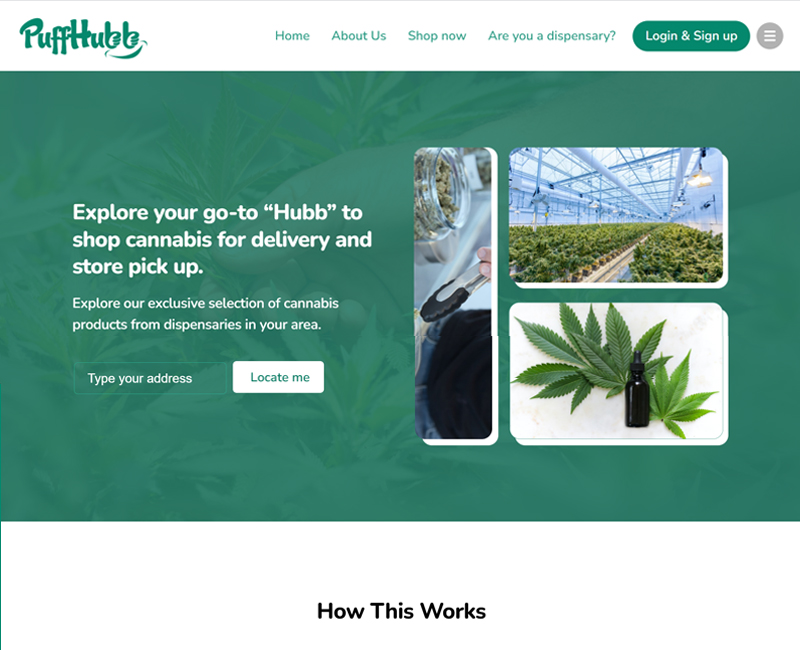 PuffHubb
Home About Us Shop now Are you a dispensary? Login & Sign up
Explore your go-to “Hubb” to
shop cannabis for delivery and
store pick up.
Explore our exclusive selection of cannabis
products from dispensaries in your area.
Type your address Locate me
How This Works